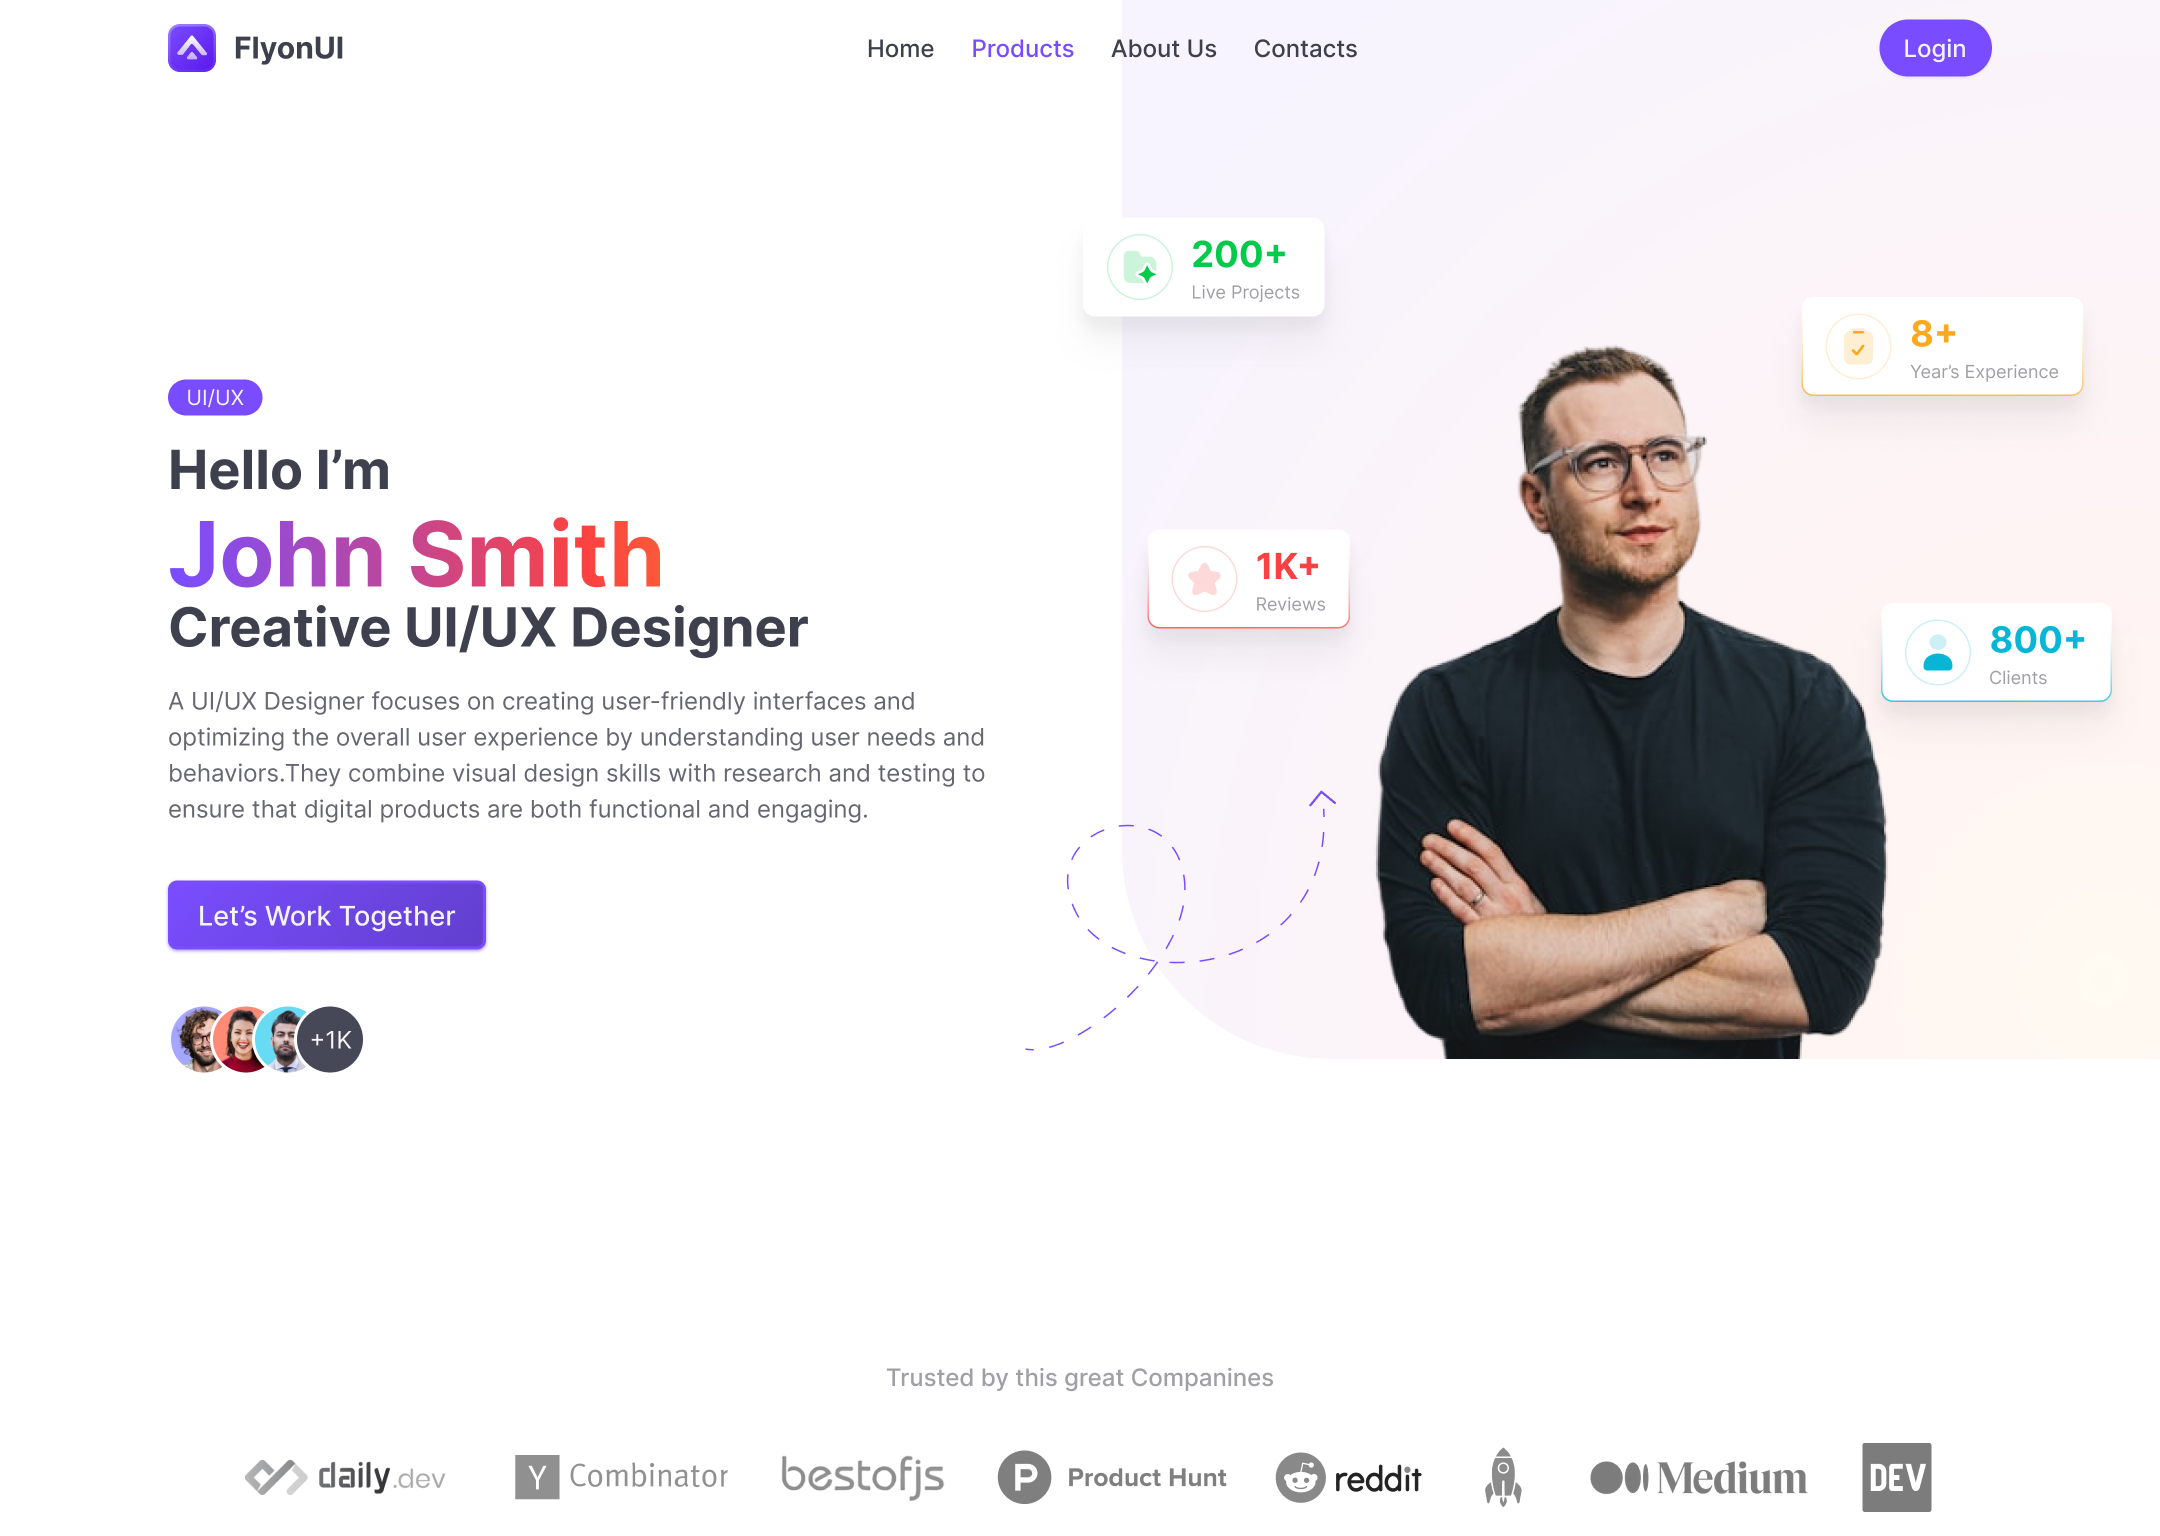 FlyonUI
Home Products About Us Contacts
Login
200+
Live Projects
8+
Year’s Experience
UI/UX
Hello I’m
John Smith
Creative UI/UX Designer
1K+
Reviews
800+
Clients
A UI/UX Designer focuses on creating user-friendly interfaces and
optimizing the overall user experience by understanding user needs and
behaviors.They combine visual design skills with research and testing to
ensure that digital products are both functional and engaging.
Let’s Work Together
+1K
Trusted by this great Companines
daily.dev
Y Combinator
bestofjs
P Product Hunt
reddit
Medium
DEV